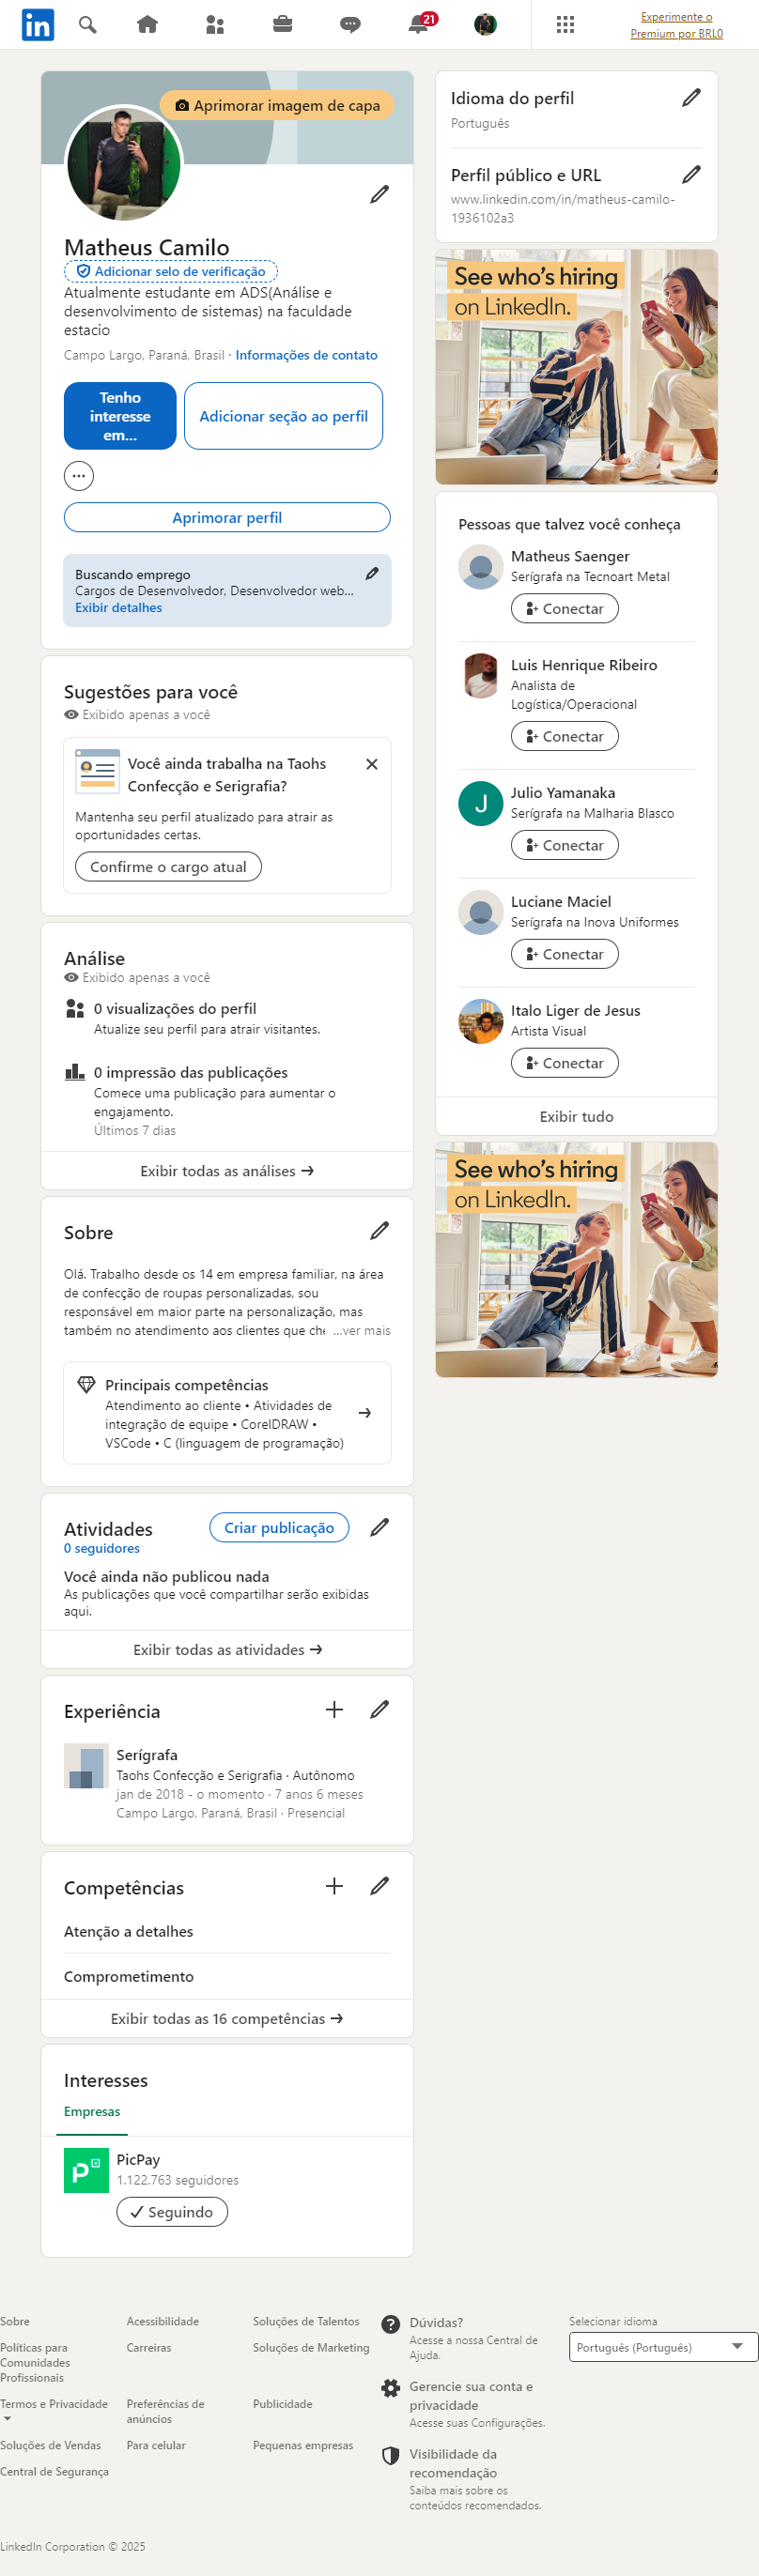 in
21
Experimente o
Premium por BRL0
Aprimorar imagem de capa
Matheus Camilo
Adicionar selo de verificação
Atualmente estudante em ADS(Análise e
desenvolvimento de sistemas) na faculdade
estacio
Campo Largo, Paraná, Brasil · Informações de contato
Tenho
interesse
em...
Adicionar seção ao perfil
Aprimorar perfil
Buscando emprego
Cargos de Desenvolvedor, Desenvolvedor web...
Exibir detalhes
Sugestões para você
Exibido apenas a você
Você ainda trabalha na Taohs
Confecção e Serigrafia?
Mantenha seu perfil atualizado para atrair as
oportunidades certas.
Confirme o cargo atual
Análise
Exibido apenas a você
0 visualizações do perfil
Atualize seu perfil para atrair visitantes.
0 impressão das publicações
Comece uma publicação para aumentar o
engajamento.
Últimos 7 dias
Exibir todas as análises
Sobre
Olá. Trabalho desde os 14 em empresa familiar, na área
de confecção de roupas personalizadas, sou
responsável em maior parte na personalização, mas
também no atendimento aos clientes que che ...ver mais
Principais competências
Atendimento ao cliente • Atividades de
integração de equipe • CorelDRAW •
VSCode • C (linguagem de programação)
Atividades
Criar publicação
0 seguidores
Você ainda não publicou nada
As publicações que você compartilhar serão exibidas
aqui.
Exibir todas as atividades
Experiência
Serígrafa
Taohs Confecção e Serigrafia · Autônomo
jan de 2018 - o momento · 7 anos 6 meses
Campo Largo, Paraná, Brasil · Presencial
Competências
Atenção a detalhes
Comprometimento
Exibir todas as 16 competências
Interesses
Empresas
PicPay
1.122.763 seguidores
Seguindo
Idioma do perfil
Português
Perfil público e URL
www.linkedin.com/in/matheus-camilo-
1936102a3
See who's hiring
on LinkedIn.
Pessoas que talvez você conheça
Matheus Saenger
Serígrafa na Tecnoart Metal
Conectar
Luis Henrique Ribeiro
Analista de
Logística/Operacional
Conectar
J
Julio Yamanaka
Serígrafa na Malharia Blasco
Conectar
Luciane Maciel
Serígrafa na Inova Uniformes
Conectar
Italo Liger de Jesus
Artista Visual
Conectar
Exibir tudo
See who's hiring
on LinkedIn.
Sobre
Acessibilidade
Soluções de Talentos
Políticas para
Comunidades
Profissionais
Carreiras
Soluções de Marketing
Termos e Privacidade
Preferências de
anúncios
Publicidade
Soluções de Vendas
Para celular
Pequenas empresas
Central de Segurança
Dúvidas?
Acesse a nossa Central de
Ajuda.
Gerencie sua conta e
privacidade
Acesse suas Configurações.
Visibilidade da
recomendação
Saiba mais sobre os
conteúdos recomendados.
Selecionar idioma
Português (Português)
LinkedIn Corporation © 2025